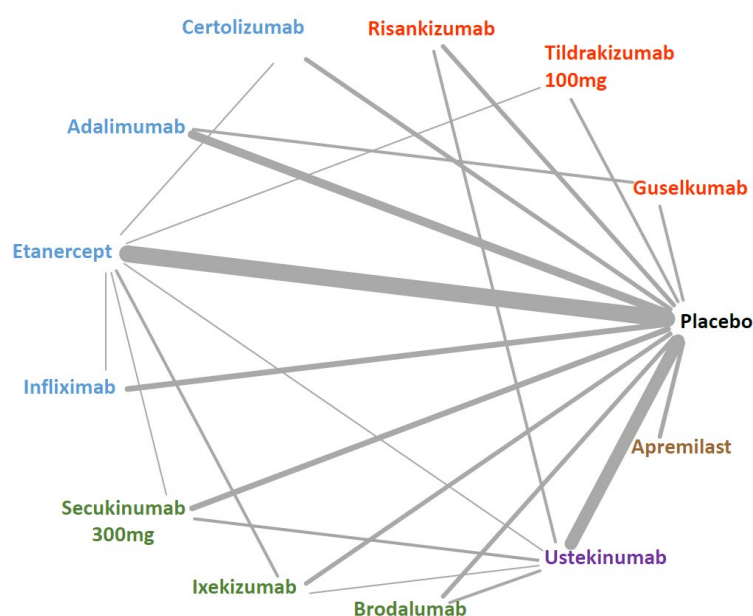 Certolizumab
Risankizumab
Tildrakizumab
100mg
Adalimumab
Guselkumab
Etanercept
Placebo
Infliximab
Apremilast
Secukinumab
300mg
Ustekinumab
Ixekizumab
Brodalumab